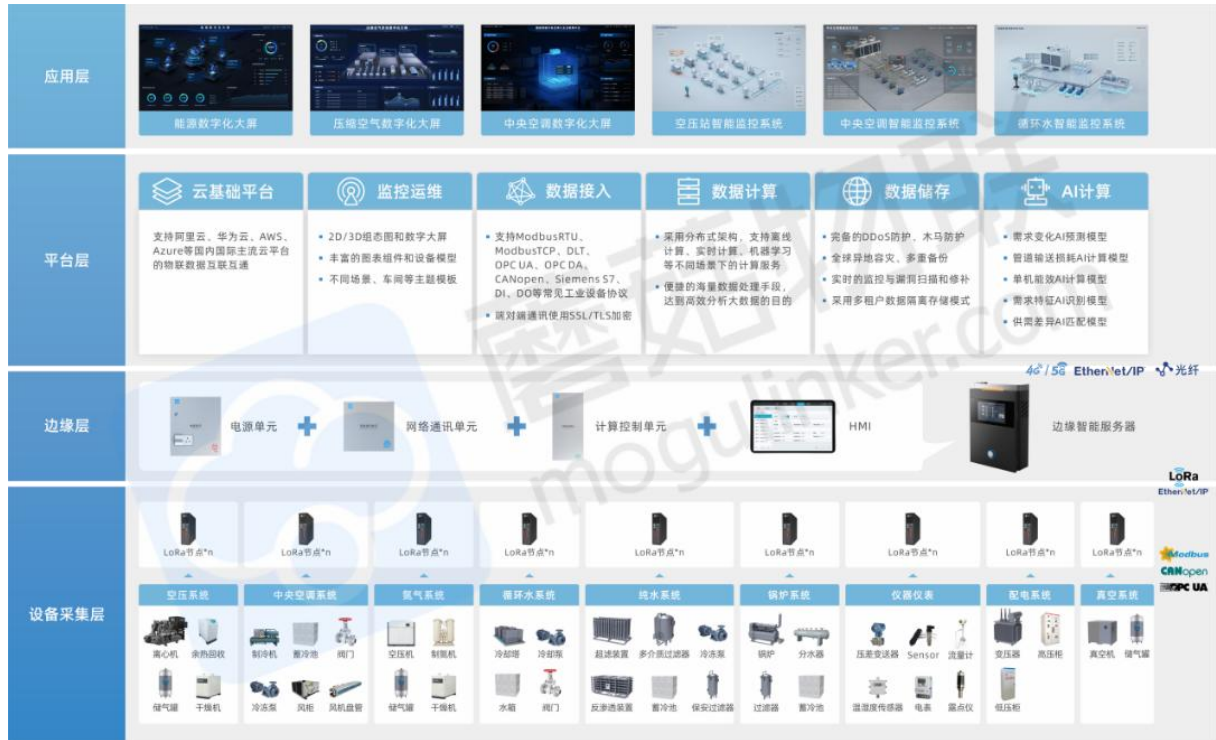 应用层
能源数字化大屏
压缩空气数字化大屏
中央空调数字化大屏
空压站智能监控系统
中央空调智能监控系统
循环水智能监控系统
平台层
云基础平台
支持阿里云、华为云、AWS、
Azure等国内国际主流云平台
的物联数据互联互通
监控运维
• 2D/3D组态图和数字大屏
• 丰富的图表组件和设备模型
• 不同场景、车间等主题模板
数据接入
• 支持ModbusRTU、
ModbusTCP、DLT、
OPC UA、OPC DA、
CANopen、Siemens S7、
DI、DO等常见工业设备协议
• 端对端通讯使用SSL/TLS加密
数据计算
• 采用分布式架构，支持离线
计算、实时计算、机器学习
等不同场景下的计算服务
• 便捷的海量数据处理手段，
达到高效分析大数据的目的
数据储存
• 完备的DDoS防护、木马防护
• 全球异地容灾、多重备份
• 实时的监控与漏洞扫描和修补
• 采用多租户数据隔离存储模式
AI计算
• 需求变化AI预测模型
• 管道输送损耗AI计算模型
• 单机能效AI计算模型
• 需求特征AI识别模型
• 供需差异AI匹配模型
4G / 5G EtherNet/IP 光纤
边缘层
电源单元
网络通讯单元
计算控制单元
HMI
边缘智能服务器
LoRa
EtherNet/IP
设备采集层
LoRa节点*n
LoRa节点*n
LoRa节点*n
LoRa节点*n
LoRa节点*n
LoRa节点*n
LoRa节点*n
LoRa节点*n
LoRa节点*n
Modbus
CANopen
OPC UA
空压系统
离心机 余热回收
储气罐 干燥机
中央空调系统
制冷机 蓄冷池 阀门
冷冻泵 风柜 风机盘管
氮气系统
空压机 制氮机
储气罐 干燥机
循环水系统
冷却塔 冷却泵
水箱 阀门
纯水系统
超滤装置 多介质过滤器 冷冻泵
反渗透装置 蓄冷池 保安过滤器
锅炉系统
锅炉 分水器
过滤器 蓄冷池
仪器仪表
压差变送器 Sensor 流量计
温湿度传感器 电表 露点仪
配电系统
变压器 高压柜
低压柜
真空系统
真空机 储气罐
蘑菇物联
mogulinker.com